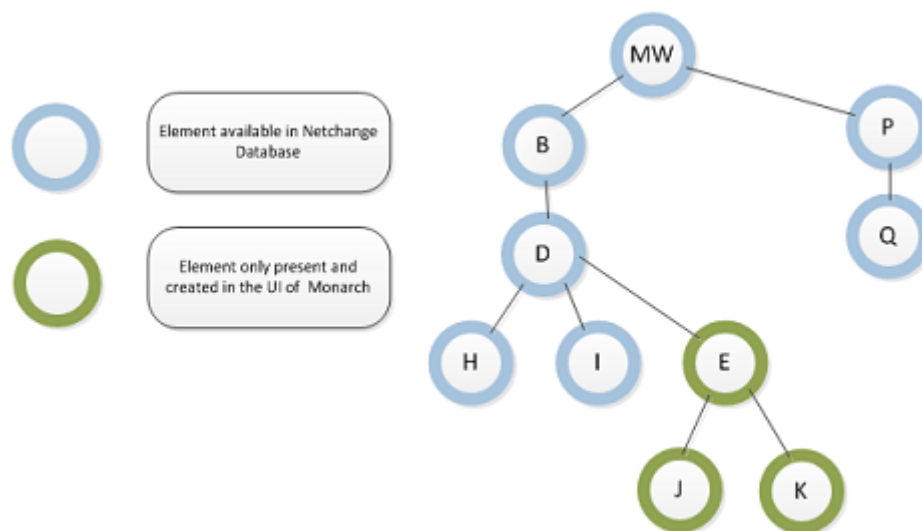 MW
Element available in Netchange
Database
B
P
Q
D
Element only present and
created in the UI of Monarch
H
I
E
J
K